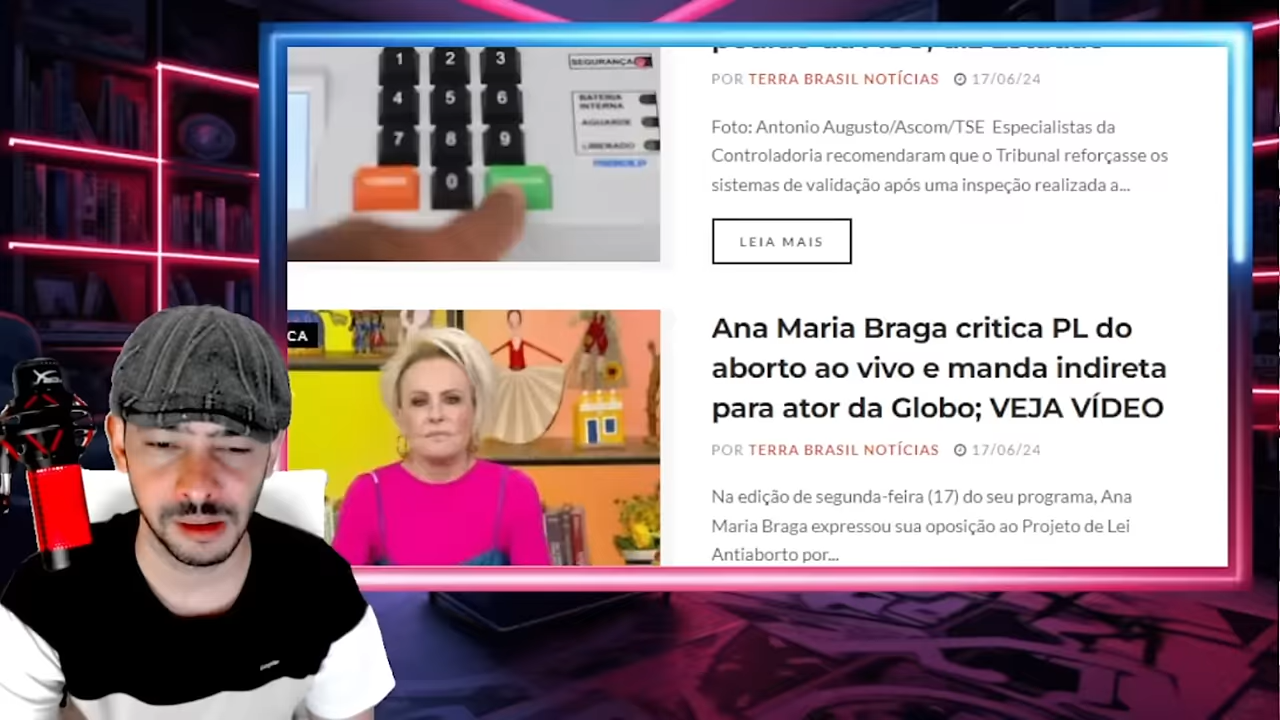 1 2 3
SEGURANÇA
4 5 6
BATERIA
INTERNA
AGUARDE
7 8 9
LIBERADO
0
POR TERRA BRASIL NOTÍCIAS 17/06/24
Foto: Antonio Augusto/Ascom/TSE Especialistas da
Controladoria recomendaram que o Tribunal reforçasse os
sistemas de validação após uma inspeção realizada a...
LEIA MAIS
CA
Ana Maria Braga critica PL do
aborto ao vivo e manda indireta
para ator da Globo; VEJA VÍDEO
POR TERRA BRASIL NOTÍCIAS 17/06/24
Na edição de segunda-feira (17) do seu programa, Ana
Maria Braga expressou sua oposição ao Projeto de Lei
Antiaborto por...